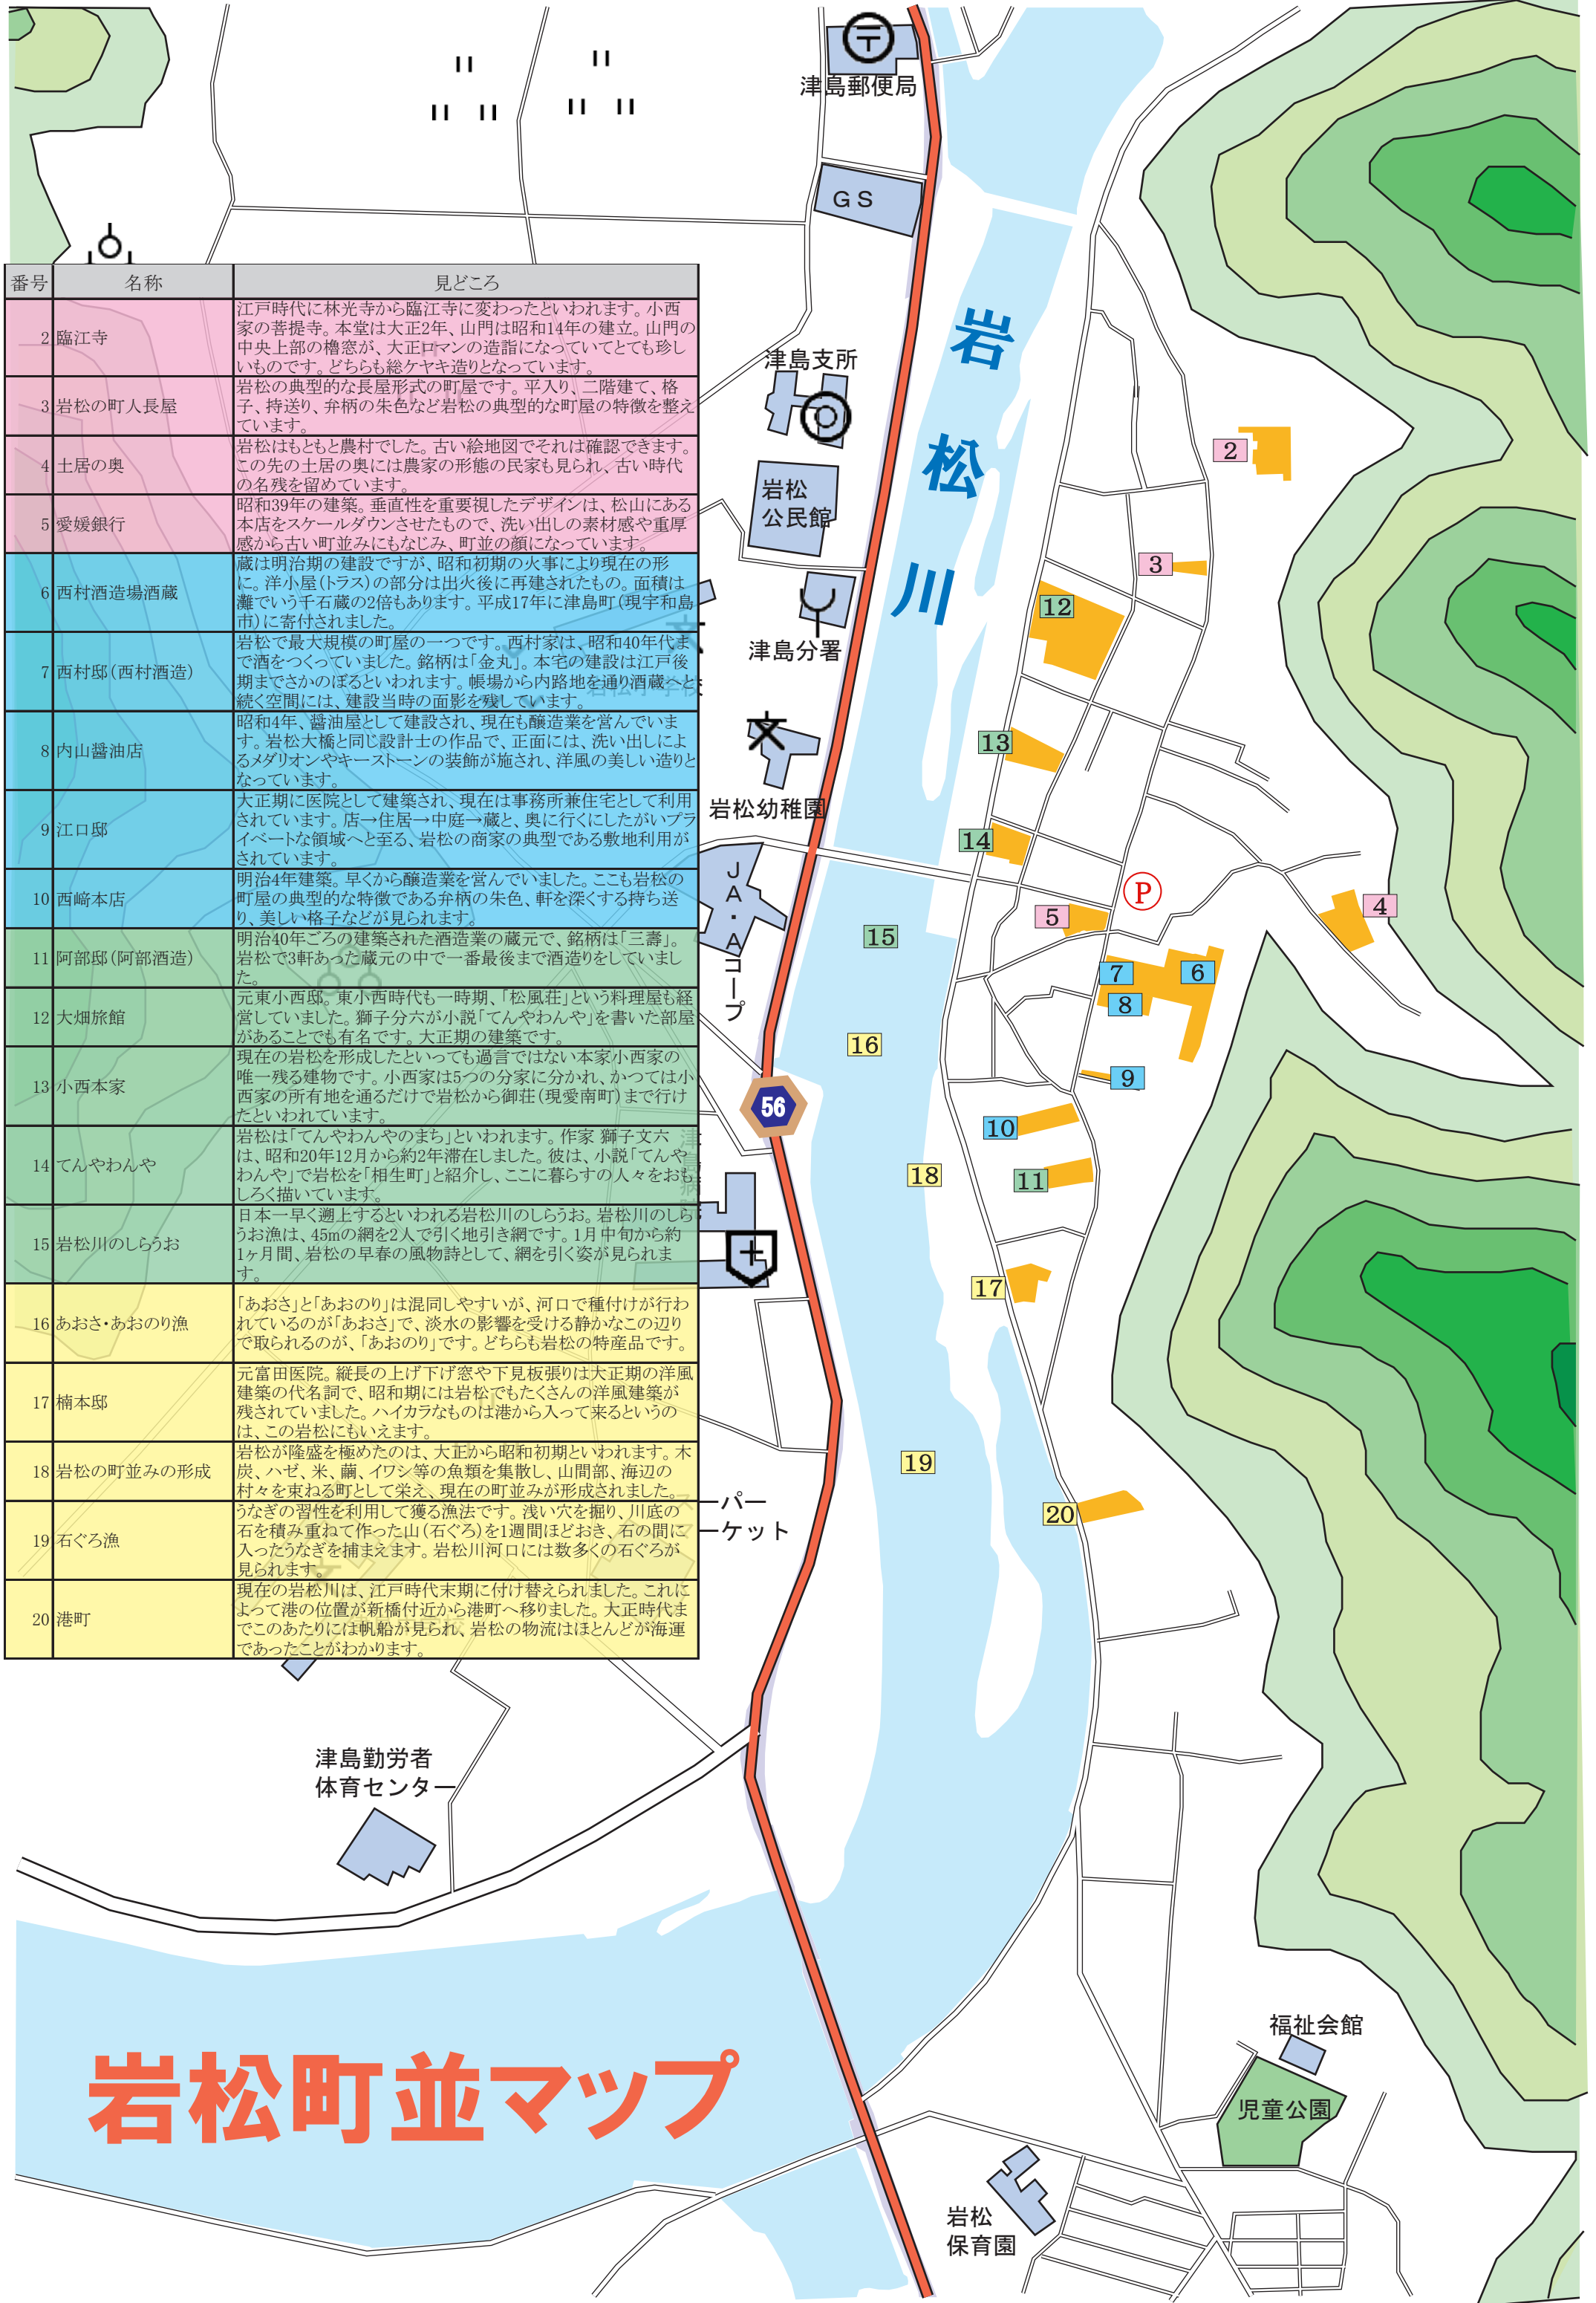 津島郵便局
GS
番号 名称 見どころ
2 臨江寺
江戸時代に林光寺から臨江寺に変わったといわれます。小西
家の菩提寺。本堂は大正2年、山門は昭和14年の建立。山門の
中央上部の櫓窓が、大正ロマンの造詣になっていてとても珍し
いものです。どちらも総ケヤキ造りとなっています。
3 岩松の町人長屋
岩松の典型的な長屋形式の町屋です。平入り、二階建て、格
子、持送り、弁柄の朱色など岩松の典型的な町屋の特徴を整え
ています。
4 土居の奥
岩松はもともと農村でした。古い絵地図でそれは確認できます。
この先の土居の奥には農家の形態の民家も見られ、古い時代
の名残を留めています。
5 愛媛銀行
昭和39年の建築。垂直性を重要視したデザインは、松山にある
本店をスケールダウンさせたもので、洗い出しの素材感や重厚
感から古い町並みにもなじみ、町並の顔になっています。
6 西村酒造場酒蔵
蔵は明治期の建設ですが、昭和初期の火事により現在の形
に。洋小屋(トラス)の部分は出火後に再建されたもの。面積は
灘でいう千石蔵の2倍もあります。平成17年に津島町(現宇和島
市)に寄付されました。
7 西村邸(西村酒造)
岩松で最大規模の町屋の一つです。西村家は、昭和40年代ま
で酒をつくっていました。銘柄は「金丸」。本宅の建設は江戸後
期までさかのぼるといわれます。帳場から内路地を通り酒蔵へと
続く空間には、建設当時の面影を残しています。
8 内山醤油店
昭和4年、醤油屋として建設され、現在も醸造業を営んでいま
す。岩松大橋と同じ設計士の作品で、正面には、洗い出しによ
るメダリオンやキーストーンの装飾が施され、洋風の美しい造りと
なっています。
9 江口邸
大正期に医院として建築され、現在は事務所兼住宅として利用
されています。店→住居→中庭→蔵と、奥に行くにしたがいプラ
イベートな領域へと至る、岩松の商家の典型である敷地利用が
されています。
10 西﨑本店
明治4年建築。早くから醸造業を営んでいました。ここも岩松の
町屋の典型的な特徴である弁柄の朱色、軒を深くする持ち送
り、美しい格子などが見られます。
11 阿部邸(阿部酒造)
明治40年ごろの建築された酒造業の蔵元で、銘柄は「三壽」。
岩松で3軒あった蔵元の中で一番最後まで酒造りをしていまし
た。
12 大畑旅館
元東小西邸。東小西時代も一時期、「松風荘」という料理屋も経
営していました。獅子分六が小説「てんやわんや」を書いた部屋
があることでも有名です。大正期の建築です。
13 小西本家
現在の岩松を形成したといっても過言ではない本家小西家の
唯一残る建物です。小西家は5つの分家に分かれ、かつては小
西家の所有地を通るだけで岩松から御荘(現愛南町)まで行け
たといわれています。
14 てんやわんや
岩松は「てんやわんやのまち」といわれます。作家 獅子文六
は、昭和20年12月から約2年滞在しました。彼は、小説「てんや
わんや」で岩松を「相生町」と紹介し、ここに暮らすの人々をおも
しろく描いています。
15 岩松川のしらうお
日本一早く遡上するといわれる岩松川のしらうお。岩松川のしら
うお漁は、45mの網を2人で引く地引き網です。1月中旬から約
1ヶ月間、岩松の早春の風物詩として、網を引く姿が見られま
す。
16 あおさ・あおのり漁
「あおさ」と「あおのり」は混同しやすいが、河口で種付けが行わ
れているのが「あおさ」で、淡水の影響を受ける静かなこの辺り
で取られるのが、「あおのり」です。どちらも岩松の特産品です。
17 楠本邸
元富田医院。縦長の上げ下げ窓や下見板張りは大正期の洋風
建築の代名詞で、昭和期には岩松でもたくさんの洋風建築が
残されていました。ハイカラなものは港から入って来るというの
は、この岩松にもいえます。
18 岩松の町並みの形成
岩松が隆盛を極めたのは、大正から昭和初期といわれます。木
炭、ハゼ、米、繭、イワシ等の魚類を集散し、山間部、海辺の
村々を束ねる町として栄え、現在の町並みが形成されました。
19 石ぐろ漁
うなぎの習性を利用して獲る漁法です。浅い穴を掘り、川底の
石を積み重ねて作った山(石ぐろ)を1週間ほどおき、石の間に
入ったうなぎを捕まえます。岩松川河口には数多くの石ぐろが
見られます。
20 港町
現在の岩松川は、江戸時代末期に付け替えられました。これに
よって港の位置が新橋付近から港町へ移りました。大正時代ま
でこのあたりには帆船が見られ、岩松の物流はほとんどが海運
であったことがわかります。
岩松川
津島支所
岩松
公民館
津島分署
岩松幼稚園
岩松小学校
JA・Aコープ
津島病院
スーパー
マーケット
56
2
3
12
13
14
P
5
4
15
7
6
8
16
9
10
18
11
17
19
20
津島勤労者
体育センター
岩松町並マップ
福祉会館
児童公園
岩松
保育園